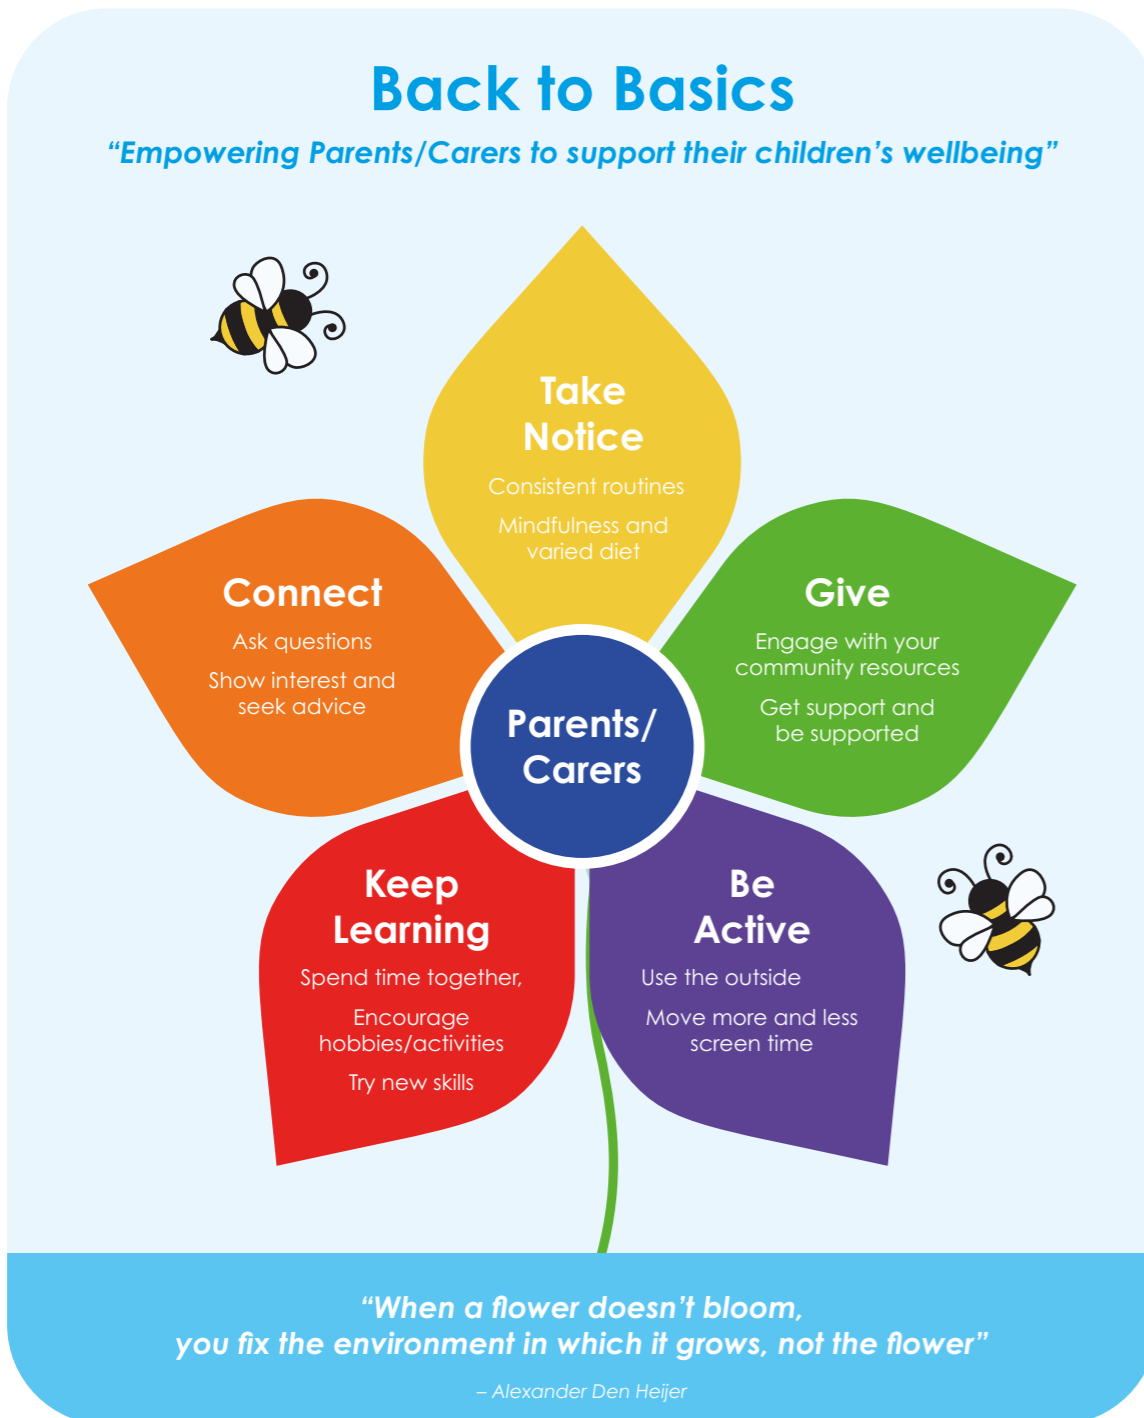 Back to Basics
“Empowering Parents/Carers to support their children’s wellbeing”
Take
Notice
Consistent routines
Mindfulness and
varied diet
Connect
Ask questions
Show interest and
seek advice
Give
Engage with your
community resources
Get support and
be supported
Parents/
Carers
Keep
Learning
Spend time together,
Encourage
hobbies/activities
Try new skills
Be
Active
Use the outside
Move more and less
screen time
“When a flower doesn’t bloom,
you fix the environment in which it grows, not the flower”
– Alexander Den Heijer